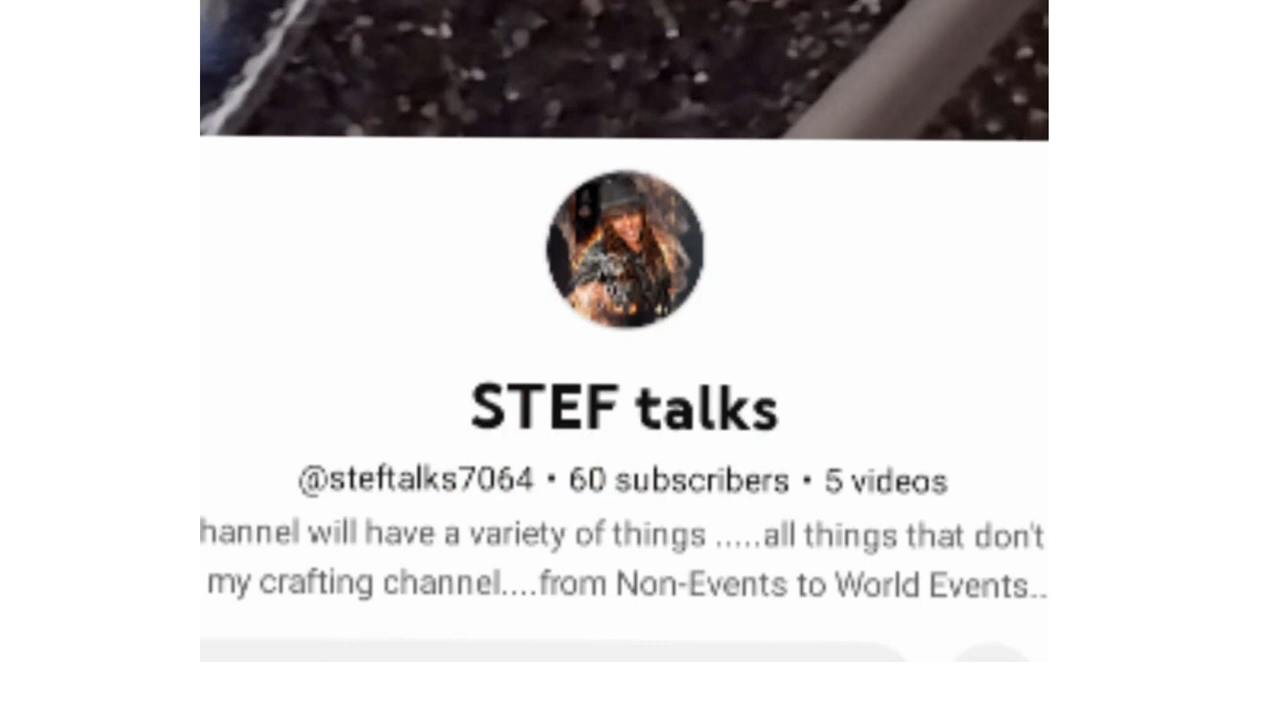 STEF talks
@steftalks7064 • 60 subscribers • 5 videos
hannel will have a variety of things .....all things that don't
my crafting channel....from Non-Events to World Events..